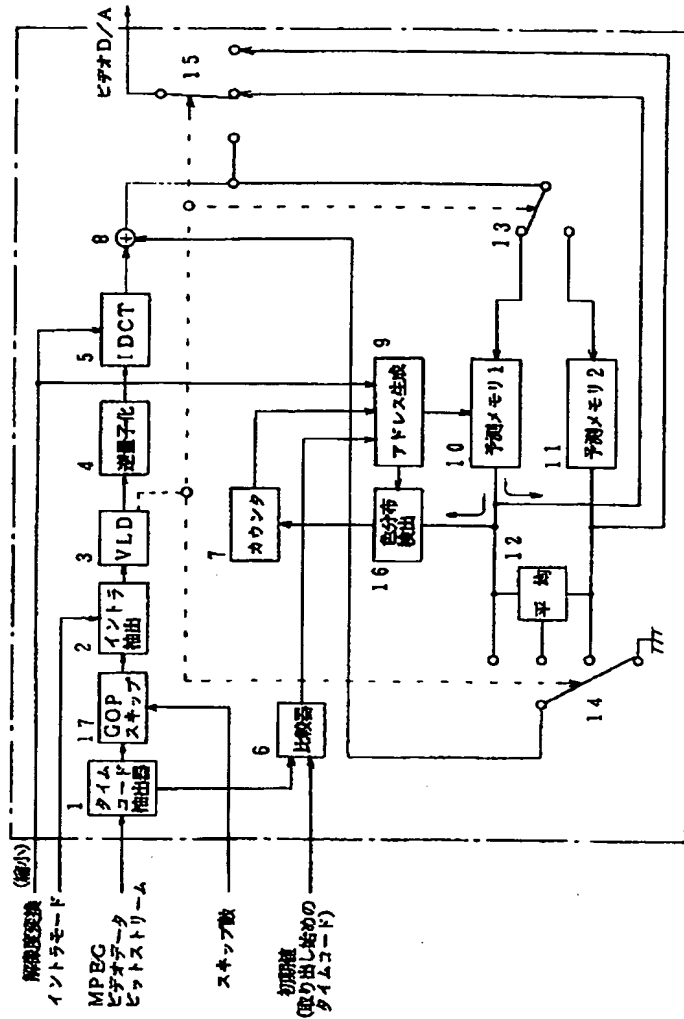 解像度変換(縮小)
イントラモード
MPEG
ビデオデータ
ビットストリーム
スキップ数
初期値
(取り出し始めの
タイムコード)
1
タイム
コード
抽出器
17
GOP
スキップ
2
イントラ
抽出
3
VLD
4
逆量子化
5
IDCT
8
+
6
比較器
7
カウンタ
9
アドレス生成
16
色分布
検出
10
予測メモリ1
11
予測メモリ2
12
平均
13
14
15
ビデオD/A